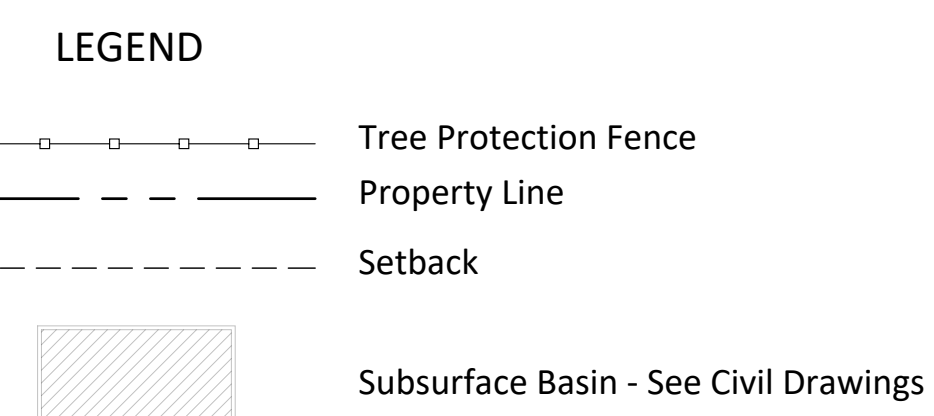 LEGEND
Tree Protection Fence
Property Line
Setback
Subsurface Basin - See Civil Drawings